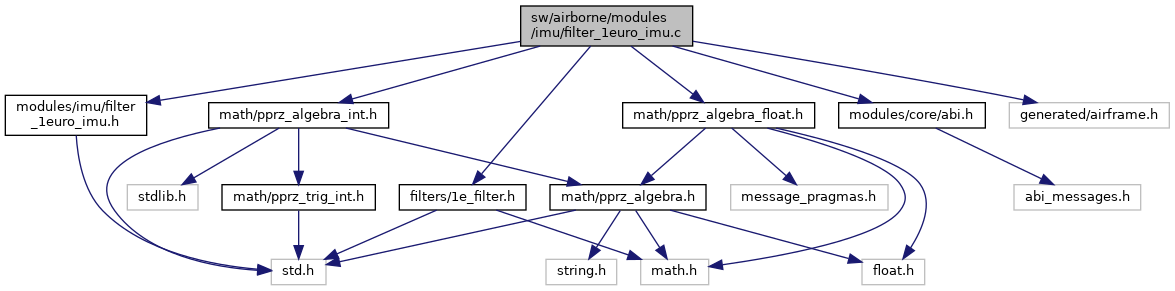 sw/airborne/modules
/imu/filter_1euro_imu.c
modules/imu/filter
_1euro_imu.h
math/pprz_algebra_int.h
math/pprz_algebra_float.h
modules/core/abi.h
generated/airframe.h
stdlib.h
math/pprz_trig_int.h
filters/1e_filter.h
math/pprz_algebra.h
message_pragmas.h
abi_messages.h
std.h
string.h
math.h
float.h